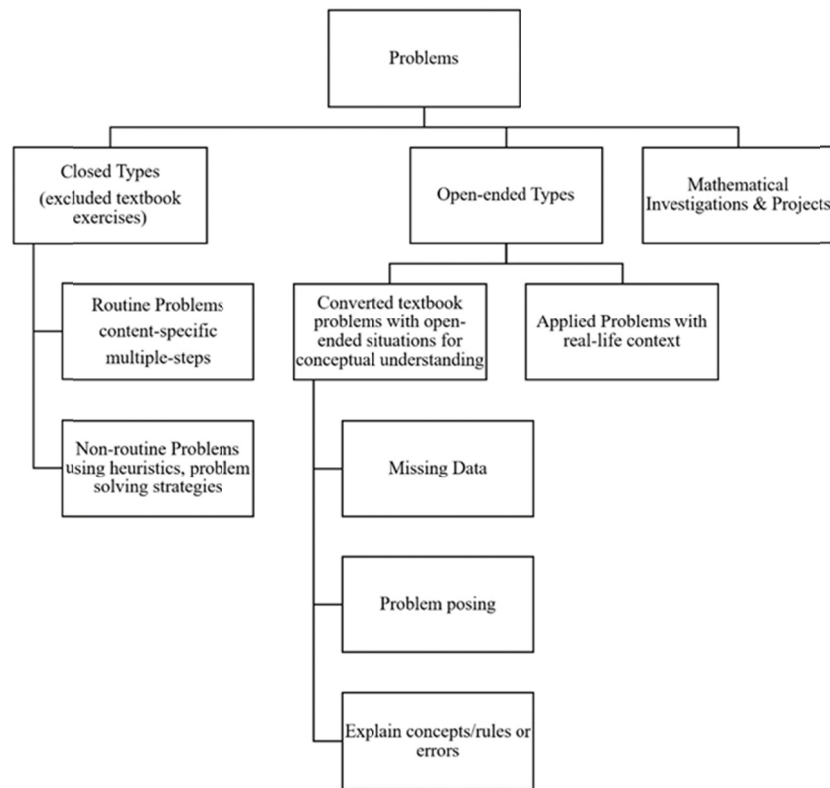 Problems
Closed Types
(excluded textbook
exercises)
Open-ended Types
Mathematical
Investigations & Projects
Routine Problems
content-specific
multiple-steps
Non-routine Problems
using heuristics, problem
solving strategies
Converted textbook
problems with open-
ended situations for
conceptual understanding
Applied Problems with
real-life context
Missing Data
Problem posing
Explain concepts/rules or
errors